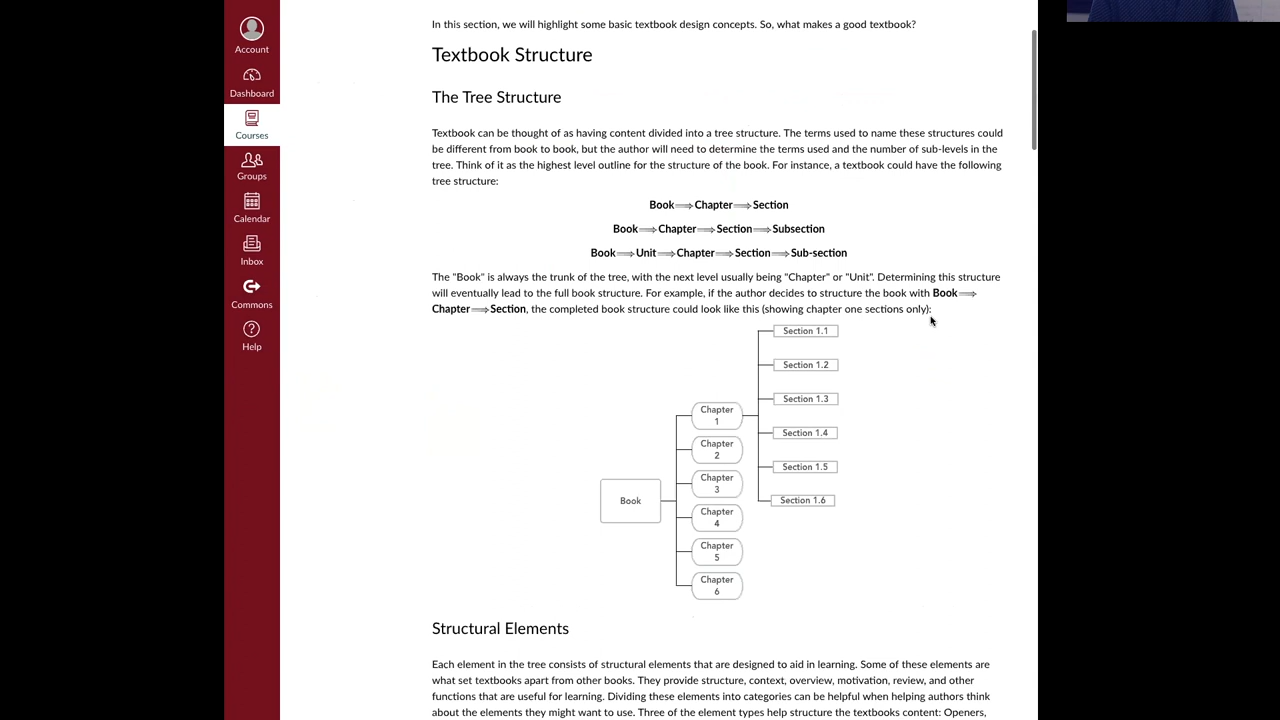 Account
Dashboard
Courses
Groups
Calendar
Inbox
Commons
Help
In this section, we will highlight some basic textbook design concepts. So, what makes a good textbook?
Textbook Structure
The Tree Structure
Textbook can be thought of as having content divided into a tree structure. The terms used to name these structures could
be different from book to book, but the author will need to determine the terms used and the number of sub-levels in the
tree. Think of it as the highest level outline for the structure of the book. For instance, a textbook could have the following
tree structure:
Book⟹Chapter⟹Section
Book⟹Chapter⟹Section⟹Subsection
Book⟹Unit⟹Chapter⟹Section⟹Sub-section
The "Book" is always the trunk of the tree, with the next level usually being "Chapter" or "Unit". Determining this structure
will eventually lead to the full book structure. For example, if the author decides to structure the book with Book⟹
Chapter⟹Section, the completed book structure could look like this (showing chapter one sections only):
Book
Chapter
1
Chapter
2
Chapter
3
Chapter
4
Chapter
5
Chapter
6
Section 1.1
Section 1.2
Section 1.3
Section 1.4
Section 1.5
Section 1.6
Structural Elements
Each element in the tree consists of structural elements that are designed to aid in learning. Some of these elements are
what set textbooks apart from other books. They provide structure, context, overview, motivation, review, and other
functions that are useful for learning. Dividing these elements into categories can be helpful when helping authors think
about the elements they might want to use. Three of the element types help structure the textbooks content: Openers,